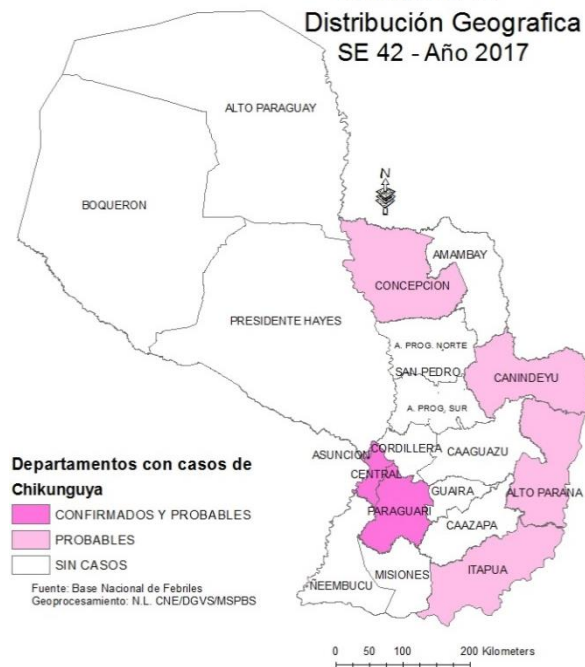 Distribución Geografica
SE 42 - Año 2017
ALTO PARAGUAY
BOQUERON
N
AMAMBAY
CONCEPCION
PRESIDENTE HAYES
A. PROG. NORTE
SAN PEDRO
CANINDEYU
A. PROG, SUR
ASUNCION
CORDILLERA
CAAGUAZU
CENTRAL
GUAIRA
ALTO PARANA
PARAGUARI
CAAZAPA
MISIONES
ITAPUA
ÑEEMBUCU
Departamentos con casos de
Chikunguya
CONFIRMADOS Y PROBABLES
PROBABLES
SIN CASOS
Fuente: Base Nacional de Febriles
Geoprocesamiento: N.L. CNE/DGVS/MSPBS
0 50 100 200 Kilometers